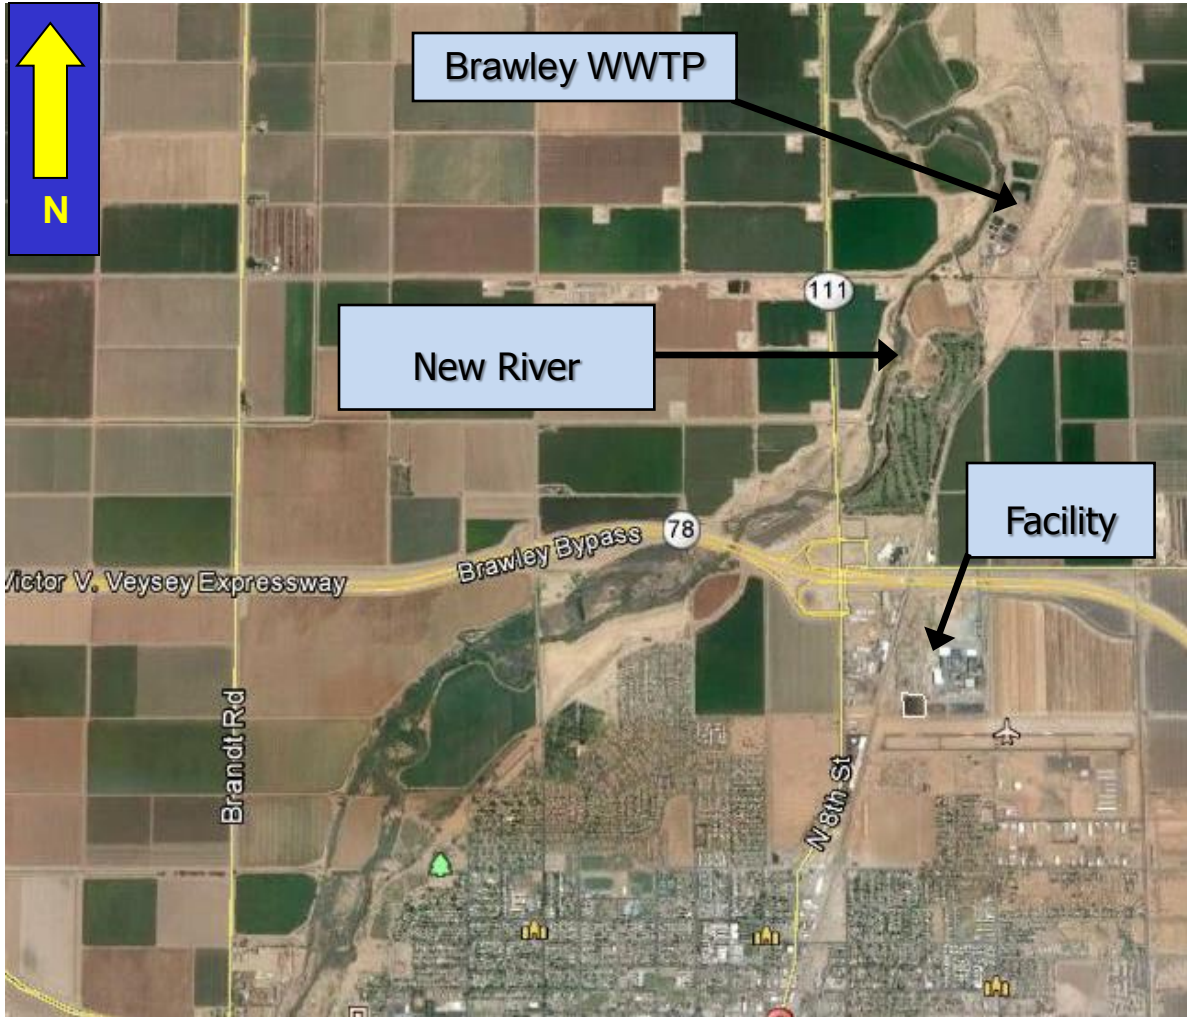 Brawley WWTP
N
111
New River
Facility
78
Brawley Bypass
Victor V. Veysey Expressway
Brandt Rd
N 8th St